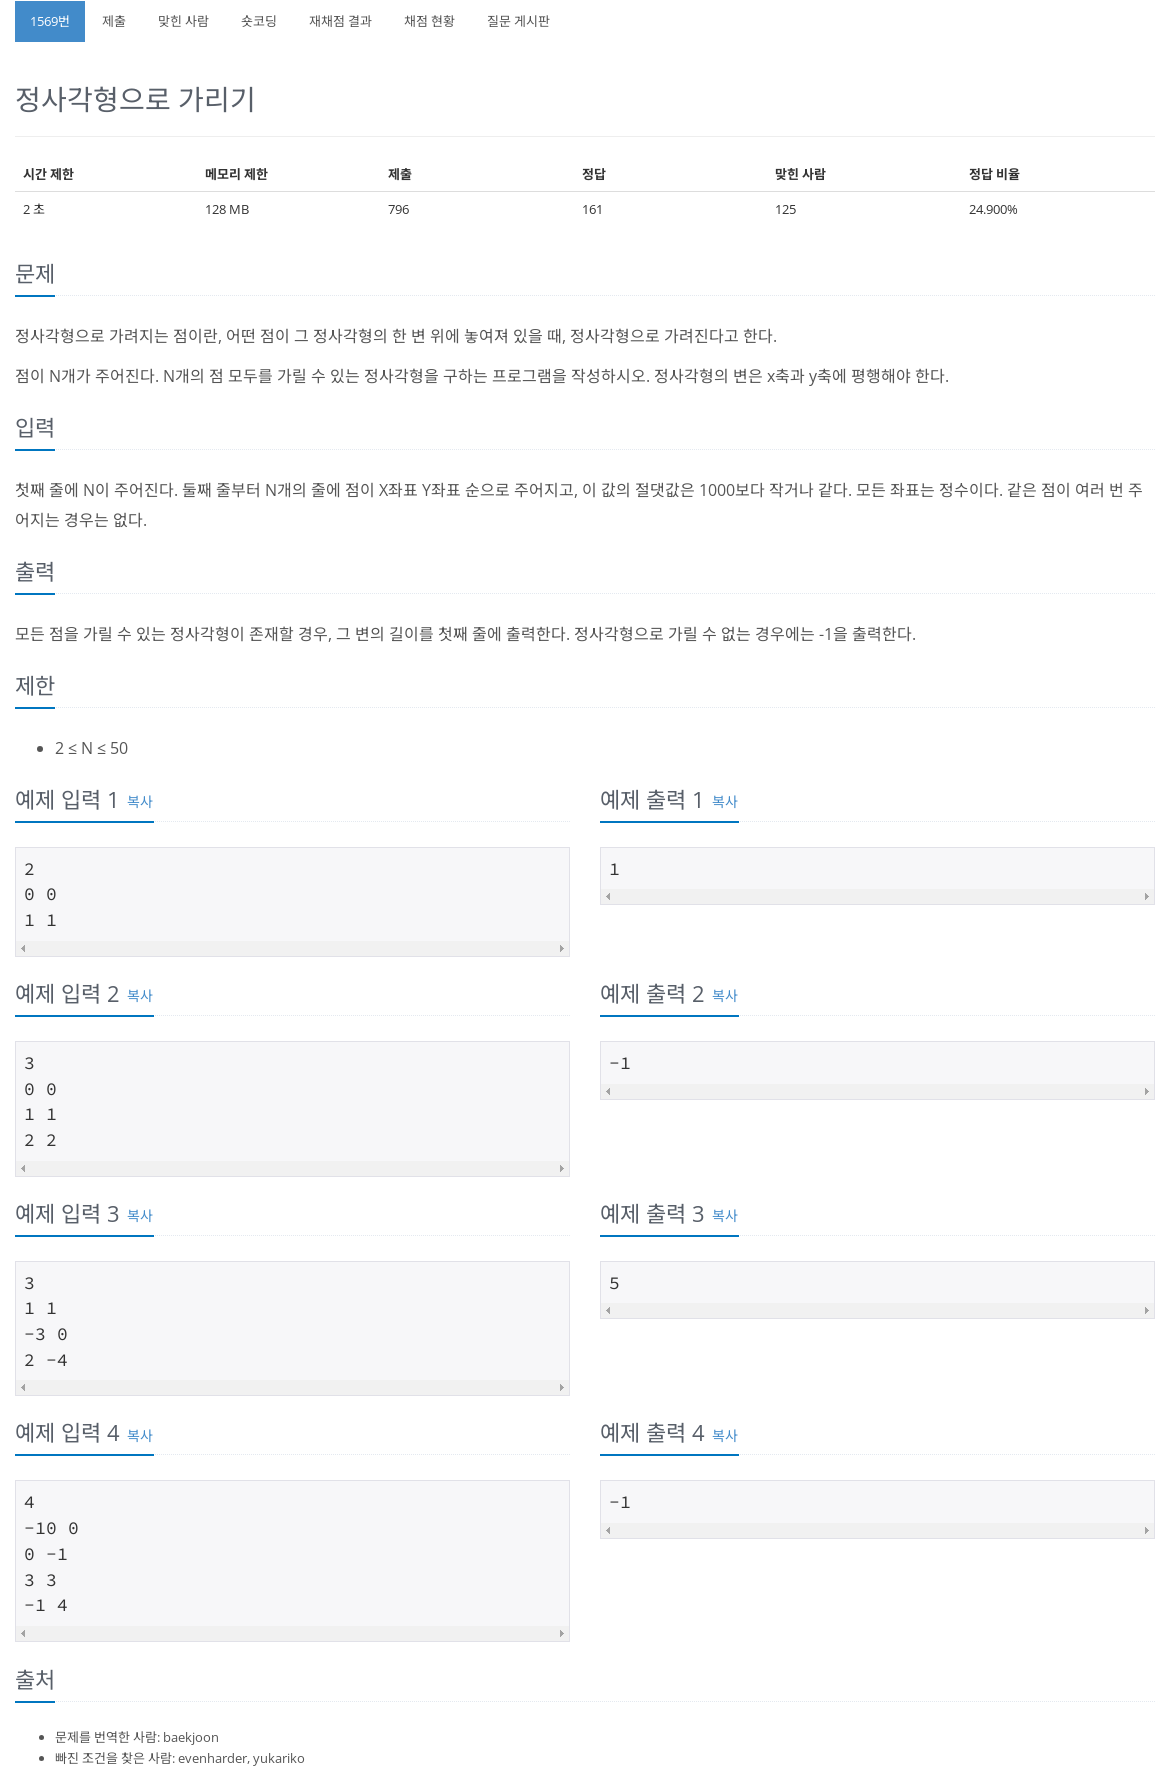 1569번 제출 맞힌 사람 숏코딩 재채점 결과 채점 현황 질문 게시판
정사각형으로 가리기
시간 제한 메모리 제한 제출 정답 맞힌 사람 정답 비율
2 초 128 MB 796 161 125 24.900%
문제
정사각형으로 가려지는 점이란, 어떤 점이 그 정사각형의 한 변 위에 놓여져 있을 때, 정사각형으로 가려진다고 한다.
점이 N개가 주어진다. N개의 점 모두를 가릴 수 있는 정사각형을 구하는 프로그램을 작성하시오. 정사각형의 변은 x축과 y축에 평행해야 한다.
입력
첫째 줄에 N이 주어진다. 둘째 줄부터 N개의 줄에 점이 X좌표 Y좌표 순으로 주어지고, 이 값의 절댓값은 1000보다 작거나 같다. 모든 좌표는 정수이다. 같은 점이 여러 번 주
어지는 경우는 없다.
출력
모든 점을 가릴 수 있는 정사각형이 존재할 경우, 그 변의 길이를 첫째 줄에 출력한다. 정사각형으로 가릴 수 없는 경우에는 -1을 출력한다.
제한
• 2 ≤ N ≤ 50
예제 입력 1 복사
2
0 0
1 1
예제 출력 1 복사
1
예제 입력 2 복사
3
0 0
1 1
2 2
예제 출력 2 복사
-1
예제 입력 3 복사
3
1 1
-3 0
2 -4
예제 출력 3 복사
5
예제 입력 4 복사
4
-10 0
0 -1
3 3
-1 4
예제 출력 4 복사
-1
출처
• 문제를 번역한 사람: baekjoon
• 빠진 조건을 찾은 사람: evenharder, yukariko